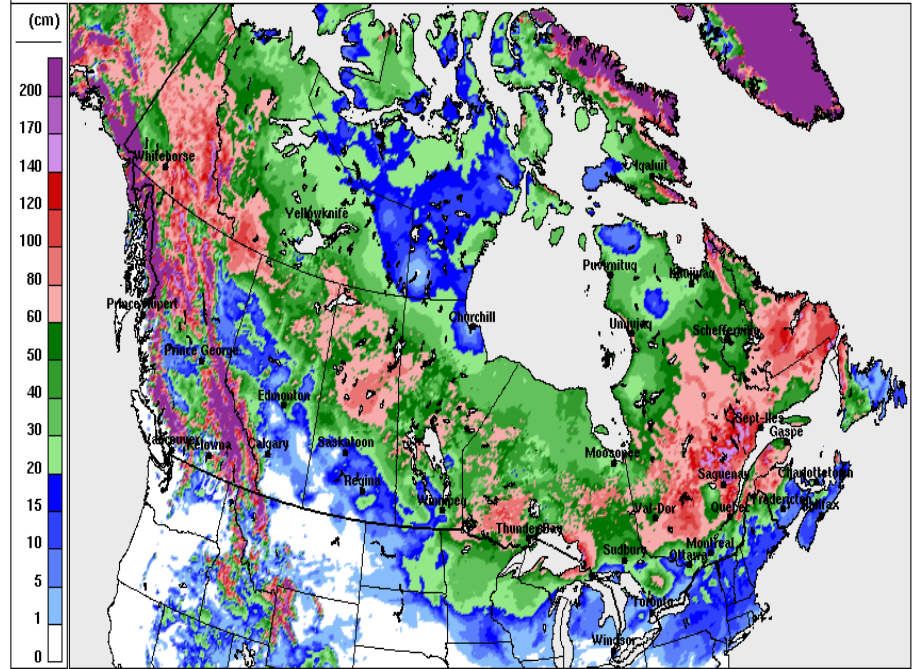 (cm)
200
170
140
120
100
80
60
50
40
30
20
15
10
5
1
0
Whitehorse
Iqaluit
Yellowknife
Puvirnituq
Kuujjuaq
Prince Rupert
Churchill
Umiujaq
Schefferville
Prince George
Edmonton
Sept-Iles
Gaspe
Vancouver
Kelowna
Calgary
Saskatoon
Moosonee
Saguenay
Charlottetown
Regina
Winnipeg
Val-Dor
Quebec
Fredericton
Halifax
Thunder Bay
Sudbury
Montreal
Ottawa
Toronto
Windsor